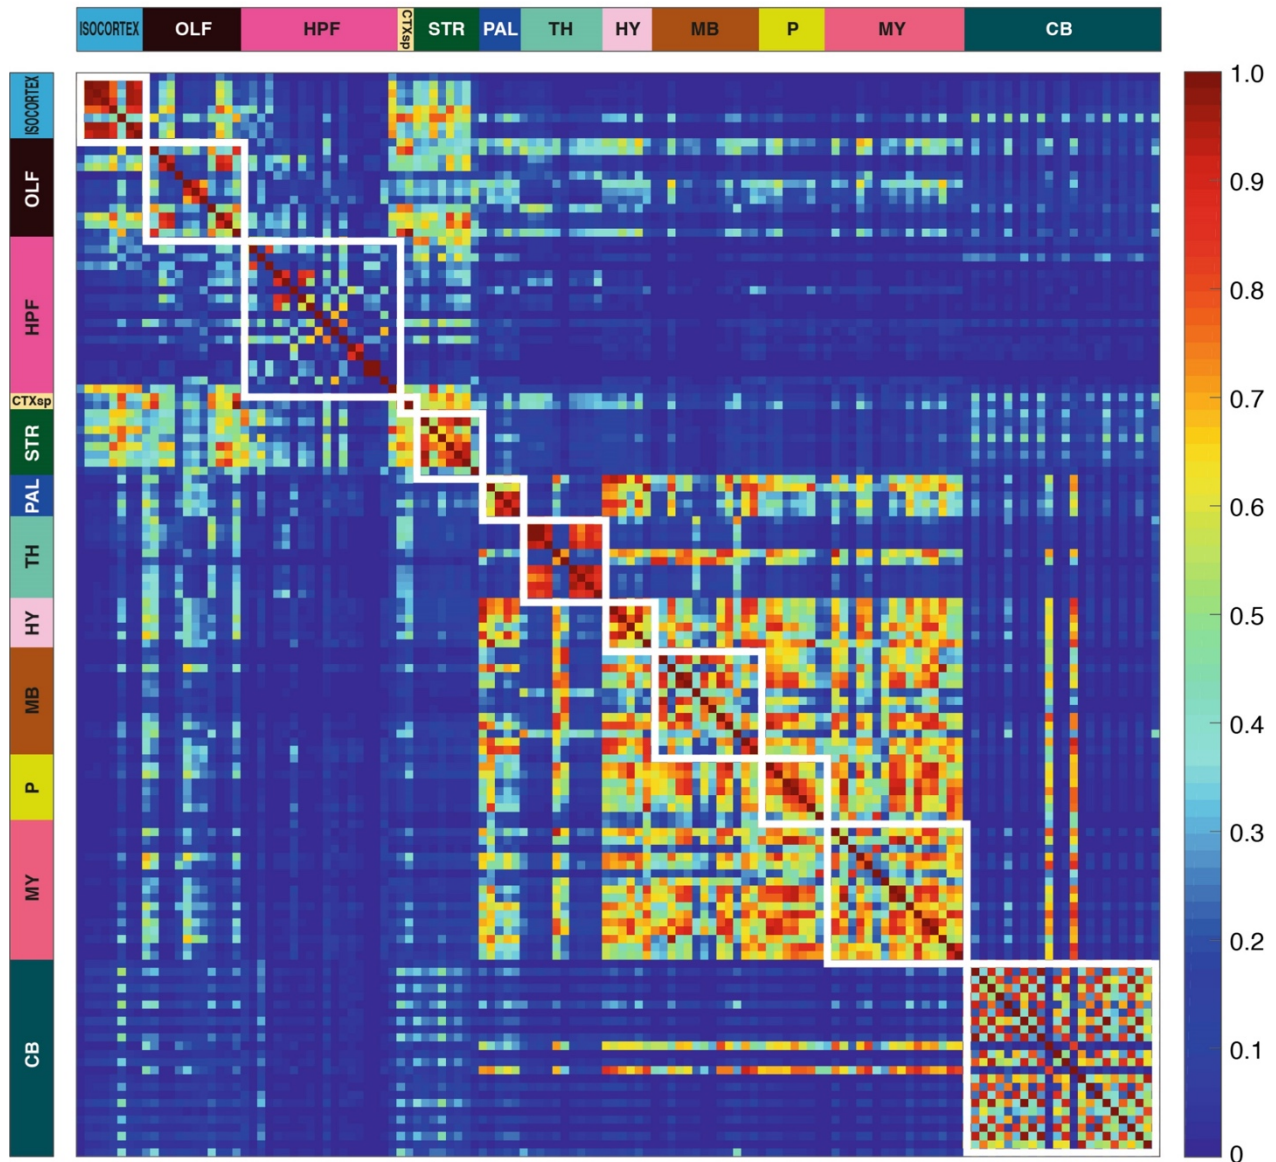 ISOCORTEX OLF HPF CTXsp STR PAL TH HY MB P MY CB
ISOCORTEX
OLF
HPF
CTXsp
STR
PAL
TH
HY
MB
P
MY
CB
1.0
0.9
0.8
0.7
0.6
0.5
0.4
0.3
0.2
0.1
0